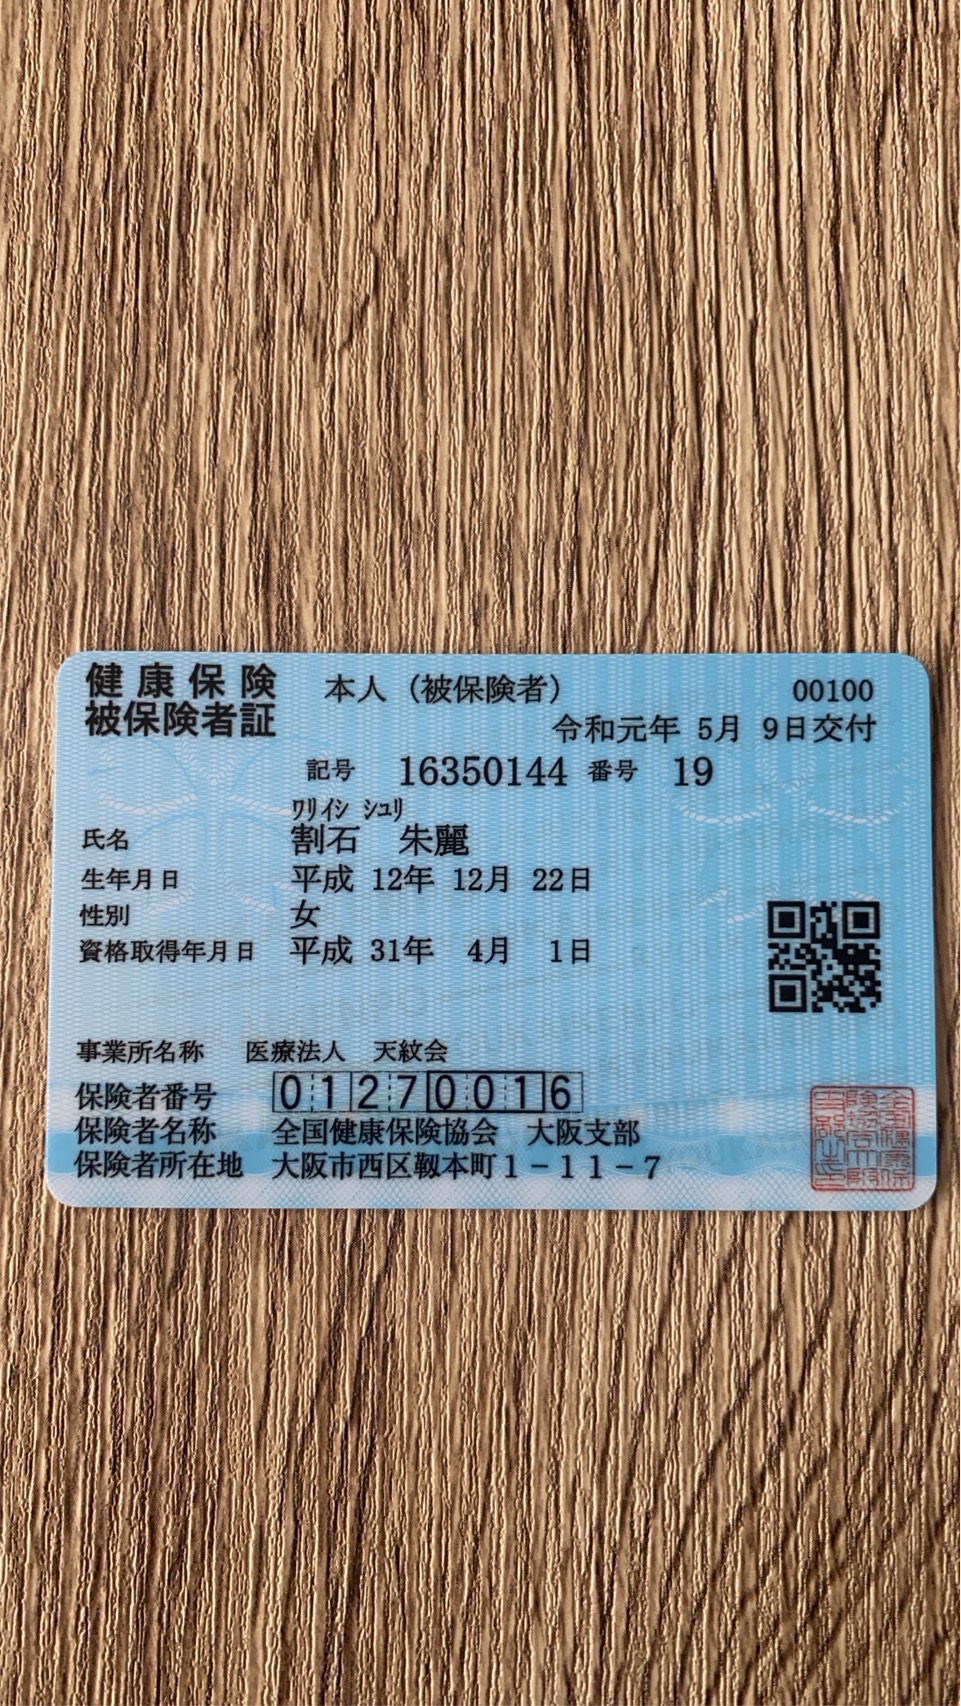 健康保険 本人（被保険者） 00100
被保険者証 令和元年 5月 9日交付
記号 16350144 番号 19
ﾜﾘｲｼ ｼﾕﾘ
氏名 割石 朱麗
生年月日 平成 12年 12月 22日
性別 女
資格取得年月日 平成 31年 4月 1日
事業所名称 医療法人 天紋会
保険者番号 01270016
保険者名称 全国健康保険協会 大阪支部
保険者所在地 大阪市西区靱本町1－11－7